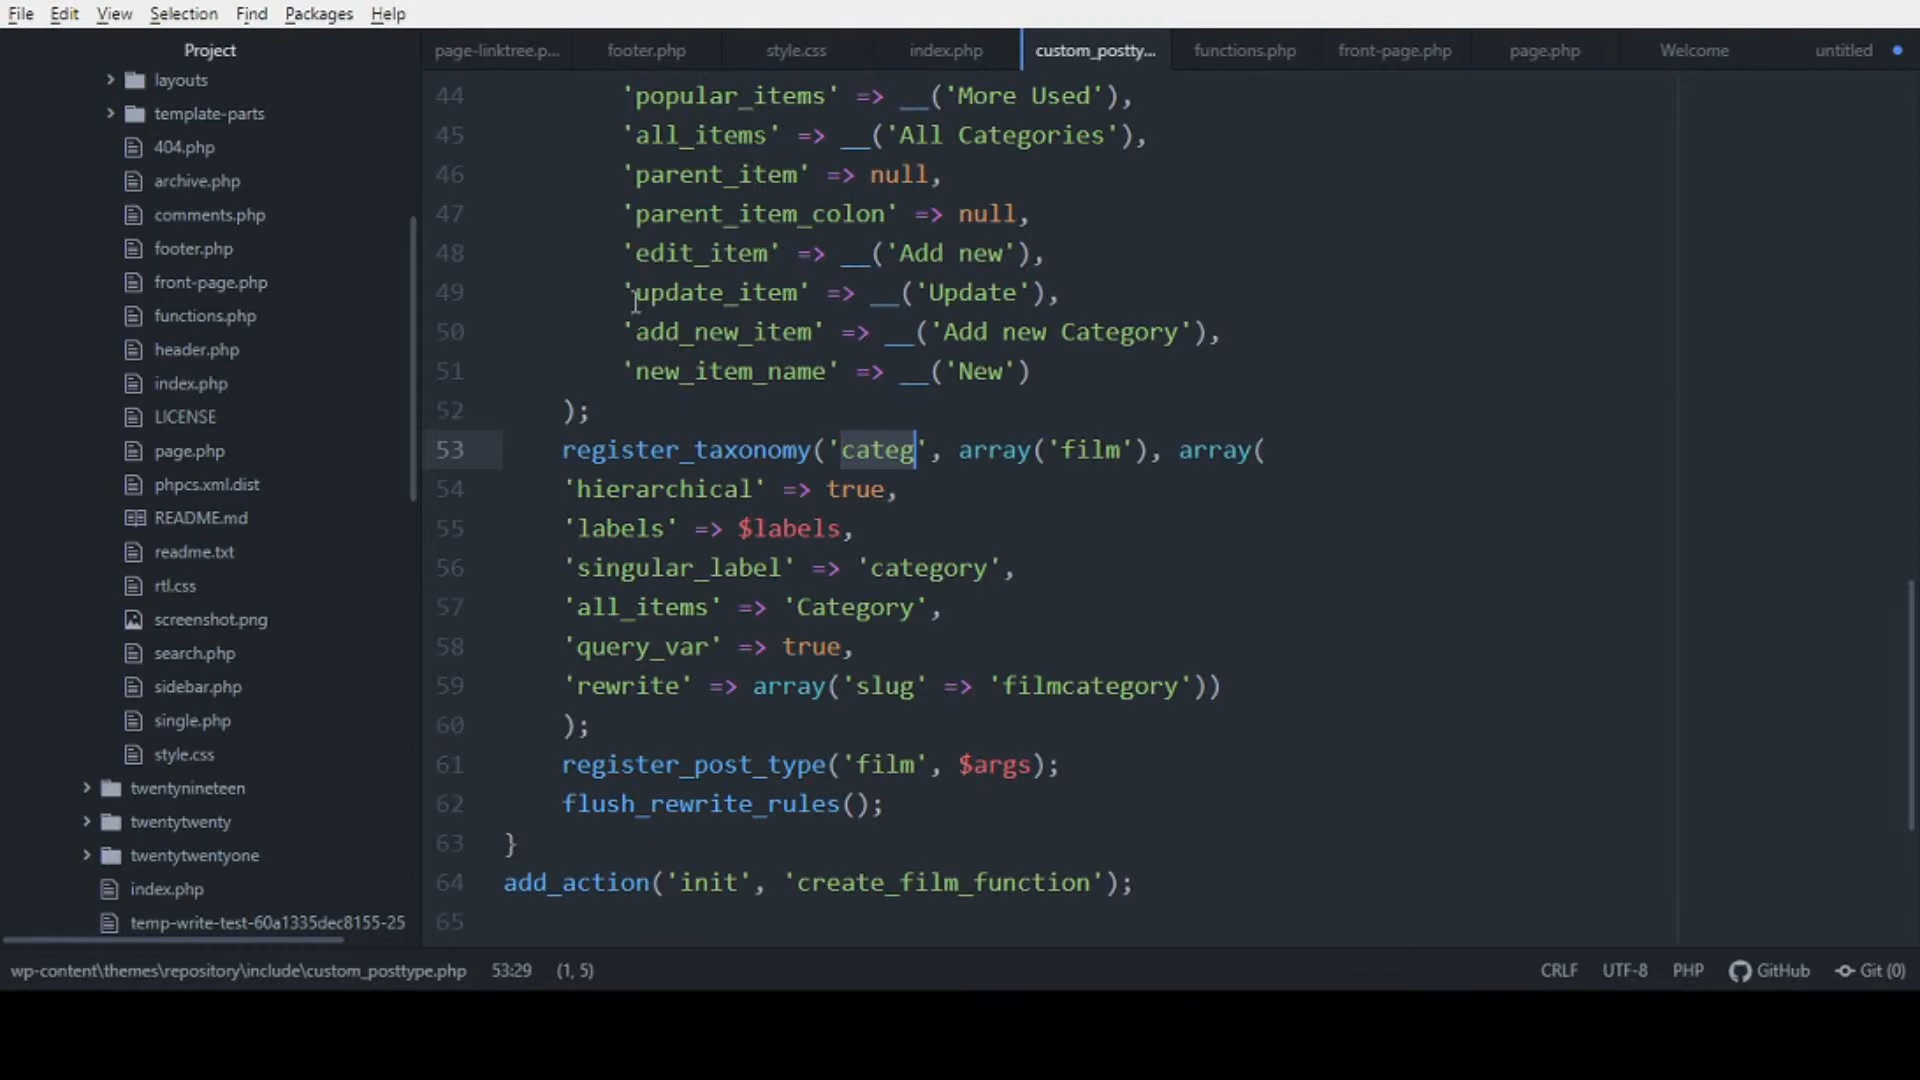 File Edit View Selection Find Packages Help
Project
layouts
template-parts
404.php
archive.php
comments.php
footer.php
front-page.php
functions.php
header.php
index.php
LICENSE
page.php
phpcs.xml.dist
README.md
readme.txt
rtl.css
screenshot.png
search.php
sidebar.php
single.php
style.css
twentynineteen
twentytwenty
twentytwentyone
index.php
temp-write-test-60a1335dec8155-25
page-linktree.p... footer.php style.css index.php custom_postty... functions.php front-page.php page.php Welcome untitled
44 'popular_items' => __('More Used'),
45 'all_items' => __('All Categories'),
46 'parent_item' => null,
47 'parent_item_colon' => null,
48 'edit_item' => __('Add new'),
49 'update_item' => __('Update'),
50 'add_new_item' => __('Add new Category'),
51 'new_item_name' => __('New')
52 );
53 register_taxonomy('categ', array('film'), array(
54 'hierarchical' => true,
55 'labels' => $labels,
56 'singular_label' => 'category',
57 'all_items' => 'Category',
58 'query_var' => true,
59 'rewrite' => array('slug' => 'filmcategory'))
60 );
61 register_post_type('film', $args);
62 flush_rewrite_rules();
63 }
64 add_action('init', 'create_film_function');
65
wp-content\themes\repository\include\custom_posttype.php 53:29 (1, 5) CRLF UTF-8 PHP GitHub Git (0)